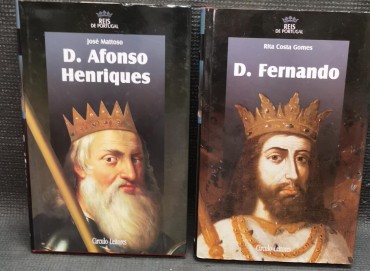 REIS
DE PORTUGAL
José Mattoso
D. Afonso
Henriques
Círculo Leitores
REIS
DE PORTUGAL
Rita Costa Gomes
D. Fernando
Círculo Leitores